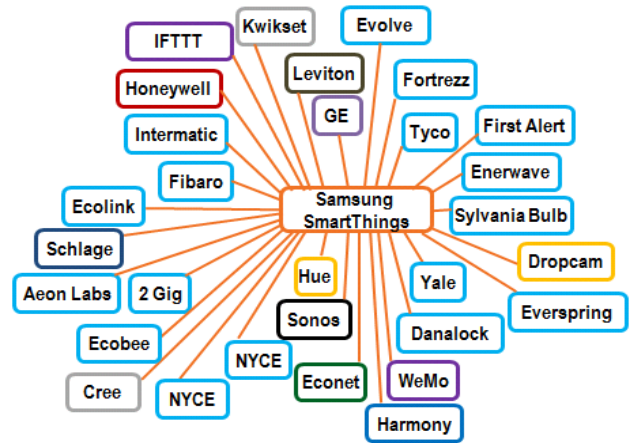 Kwikset
Evolve
IFTTT
Leviton
Fortrezz
Honeywell
GE
First Alert
Intermatic
Tyco
Enerwave
Fibaro
Samsung
SmartThings
Ecolink
Sylvania Bulb
Schlage
Dropcam
Hue
Yale
Aeon Labs
2 Gig
Everspring
Sonos
Danalock
Ecobee
NYCE
Econet
WeMo
Cree
NYCE
Harmony